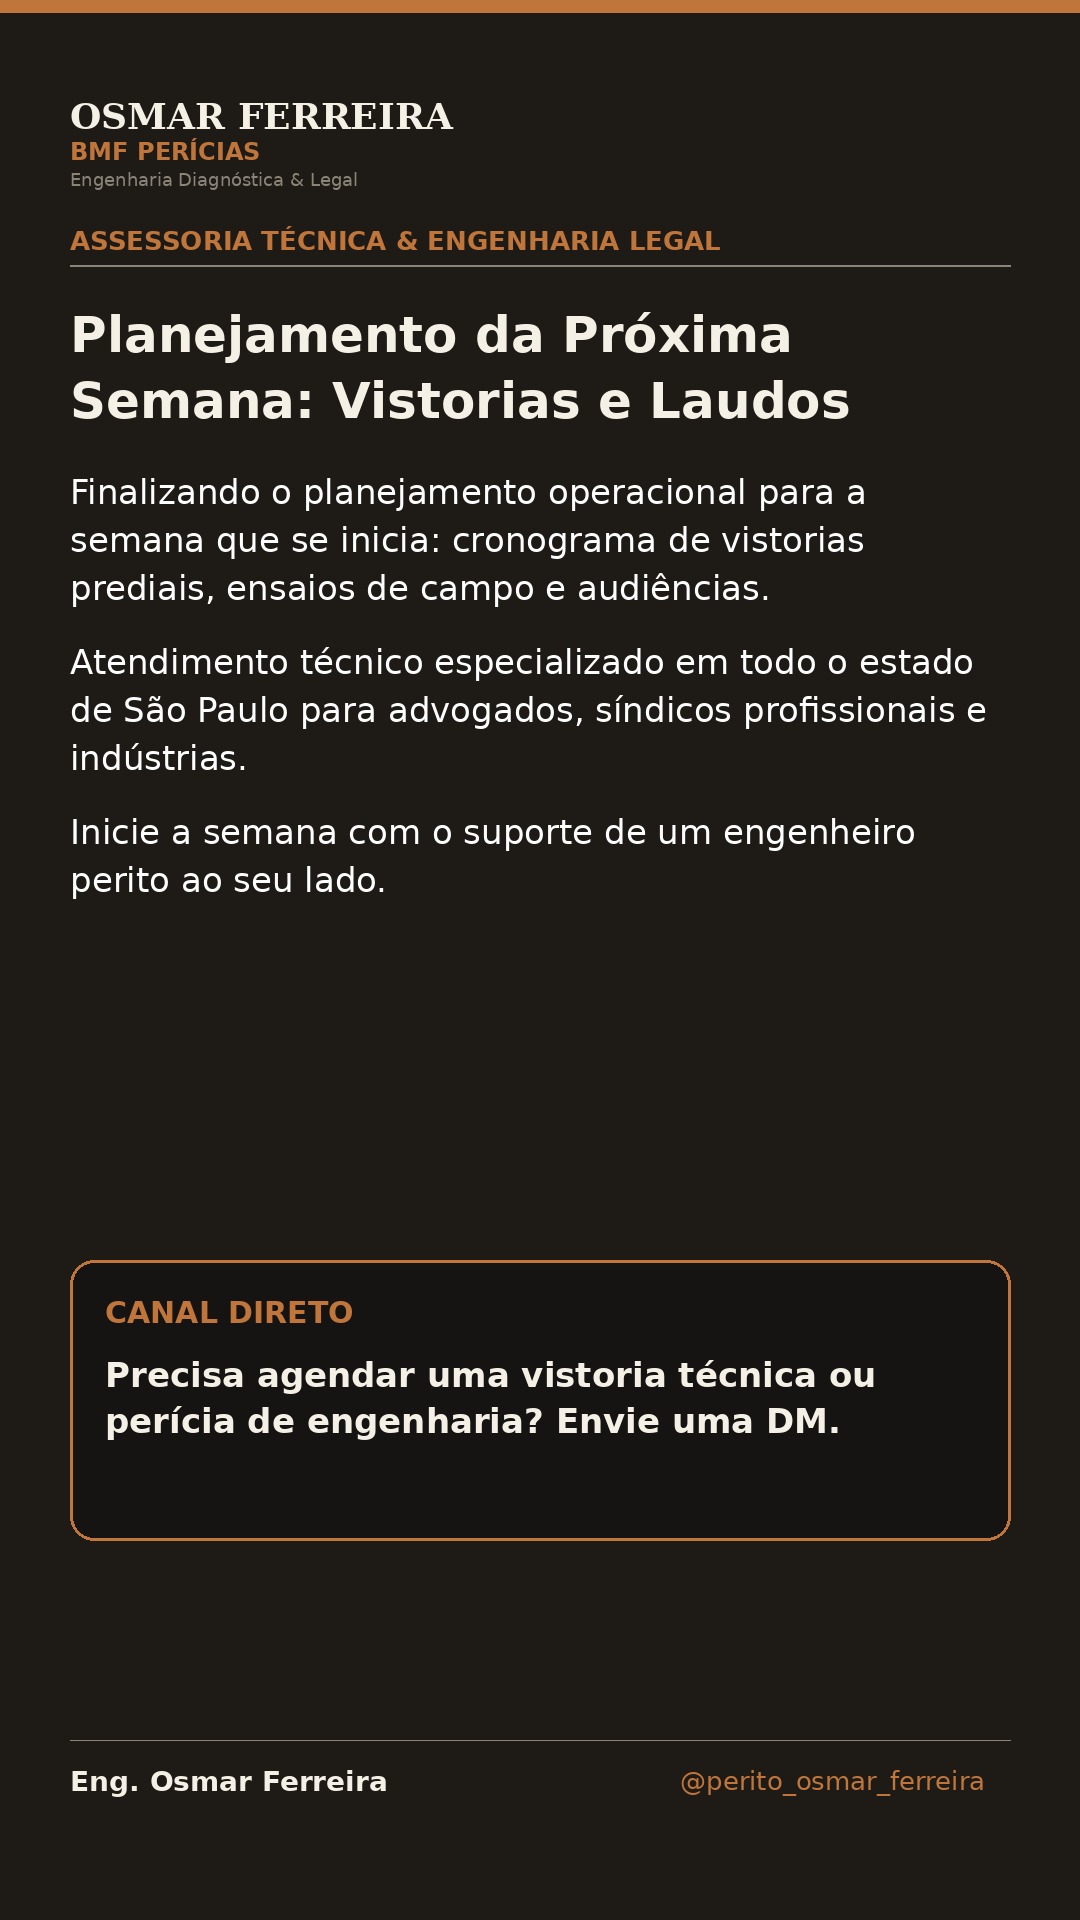 OSMAR FERREIRA
BMF PERÍCIAS
Engenharia Diagnóstica & Legal
ASSESSORIA TÉCNICA & ENGENHARIA LEGAL
Planejamento da Próxima
Semana: Vistorias e Laudos
Finalizando o planejamento operacional para a
semana que se inicia: cronograma de vistorias
prediais, ensaios de campo e audiências.
Atendimento técnico especializado em todo o estado
de São Paulo para advogados, síndicos profissionais e
indústrias.
Inicie a semana com o suporte de um engenheiro
perito ao seu lado.
CANAL DIRETO
Precisa agendar uma vistoria técnica ou
perícia de engenharia? Envie uma DM.
Eng. Osmar Ferreira
@perito_osmar_ferreira